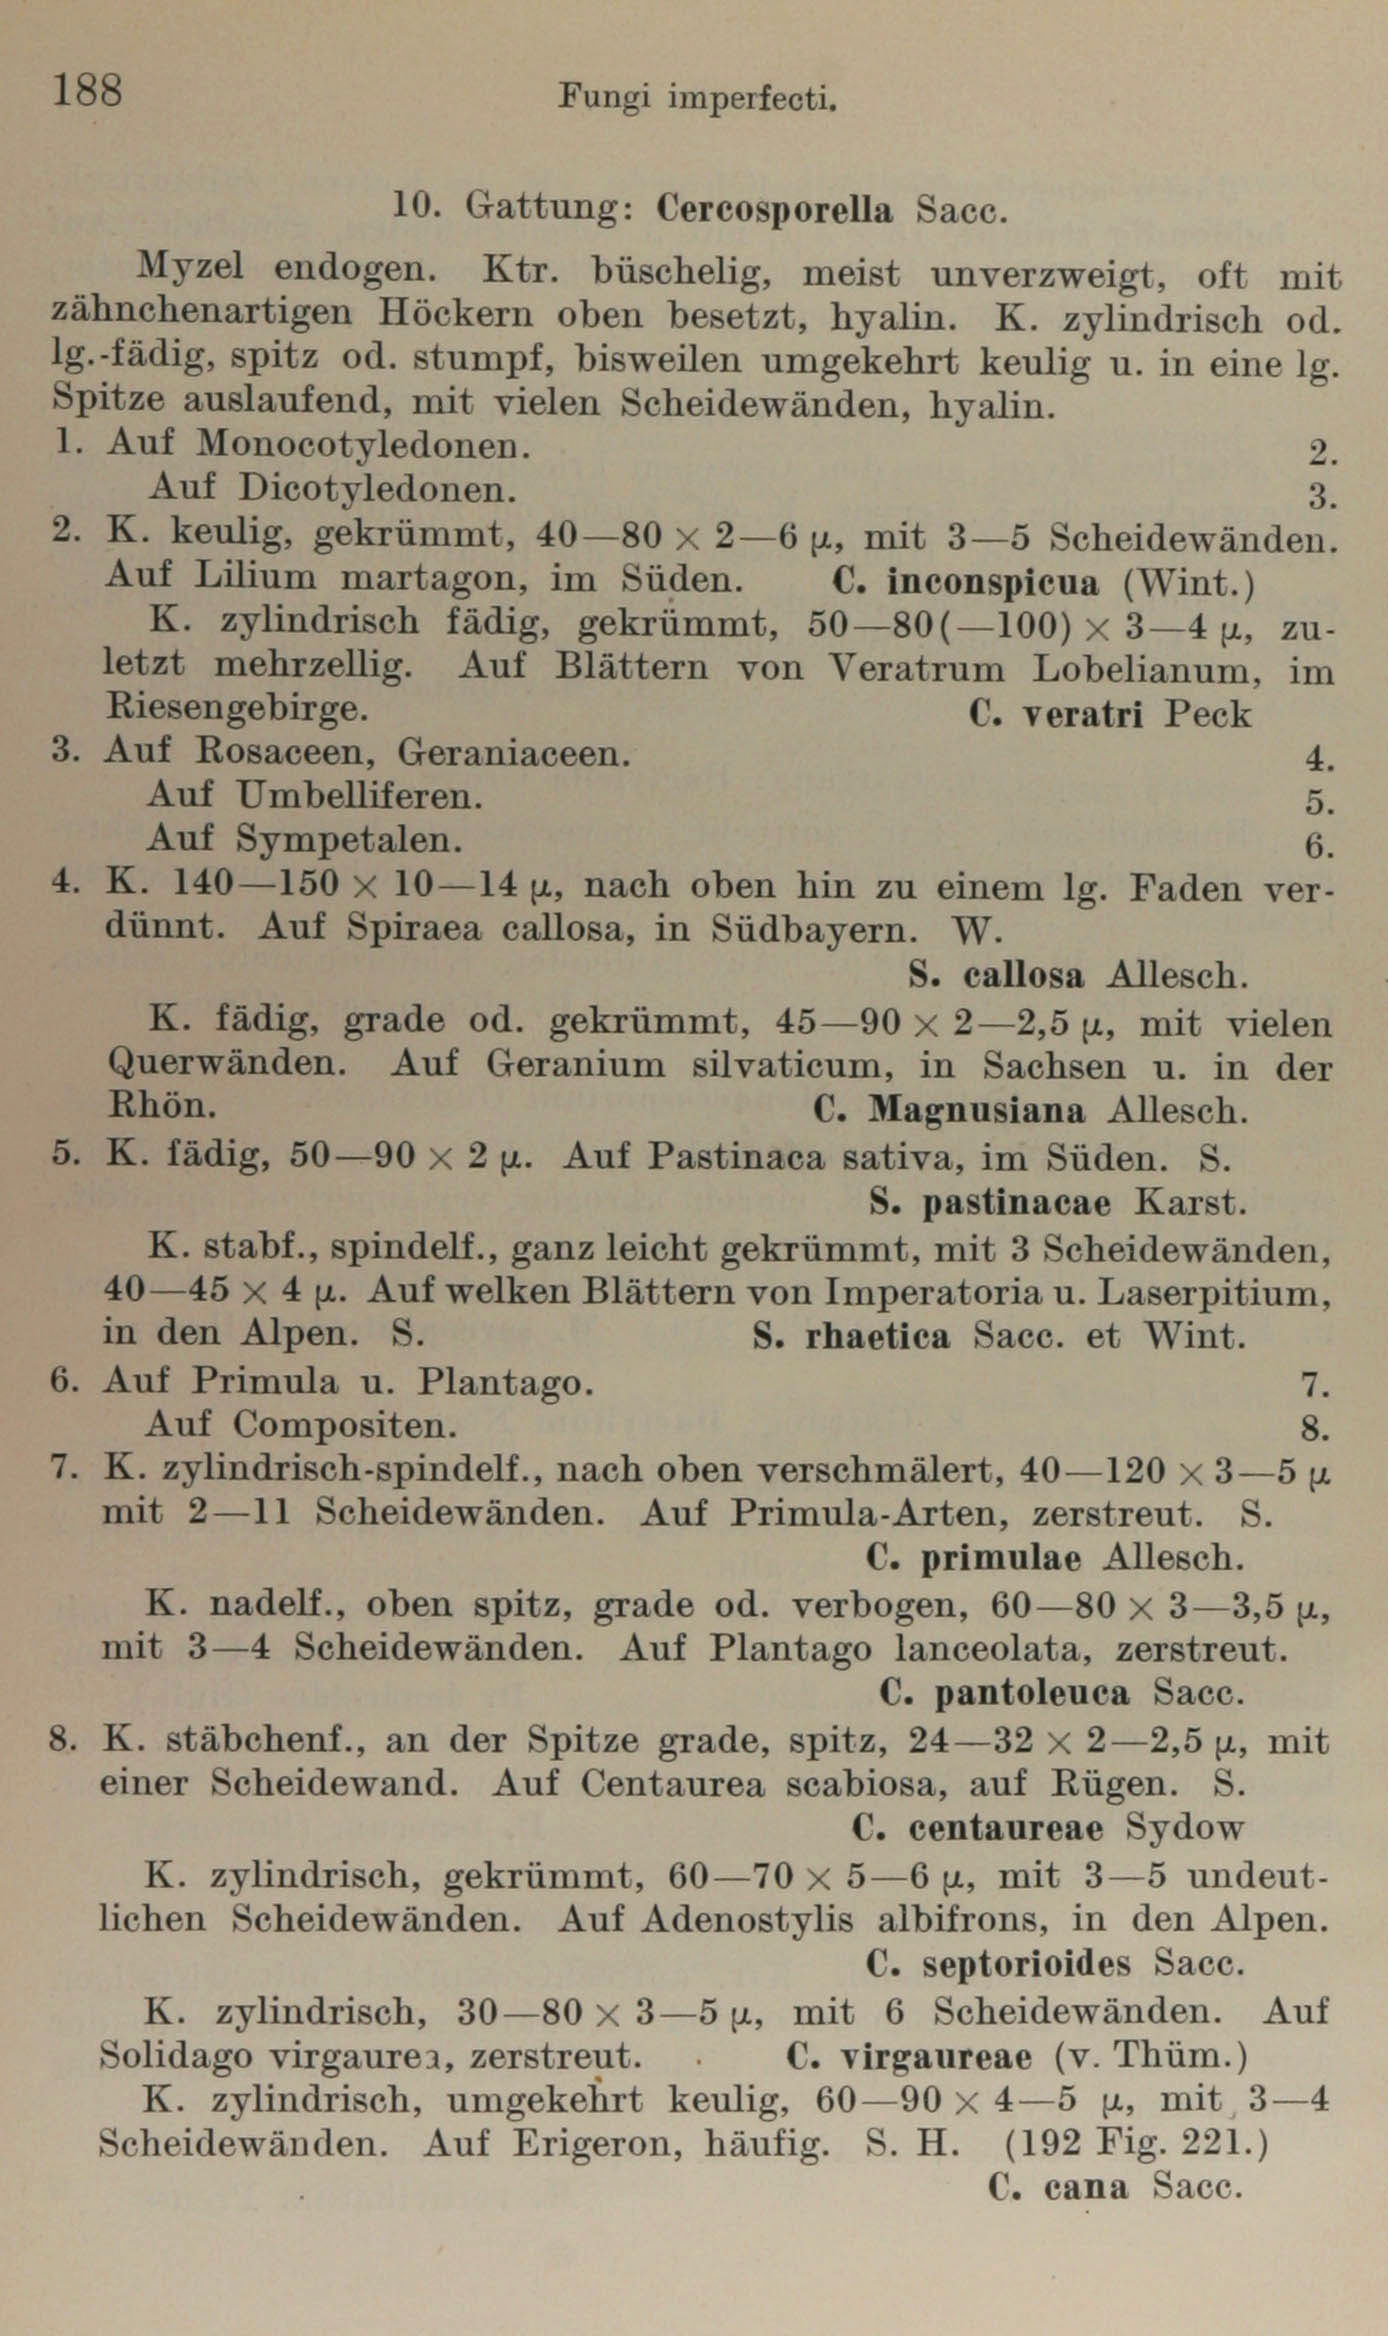 188
Fungi imperfecti.
10. Gattung: Cercosporella Sacc.
Myzel endogen. Ktr. büschelig, meist unverzweigt, oft mit
zähnchenartigen Höckern oben besetzt, hyalin. K. zylindrisch od.
lg.-fädig, spitz od. stumpf, bisweilen umgekehrt keulig u. in eine lg.
Spitze auslaufend, mit vielen Scheidewänden, hyalin.
1. Auf Monocotyledonen. 2.
Auf Dicotyledonen. 3.
2. K. keulig, gekrümmt, 40—80 × 2—6 μ, mit 3—5 Scheidewänden.
Auf Lilium martagon, im Süden. C. inconspicua (Wint.)
K. zylindrisch fädig, gekrümmt, 50—80(—100) × 3—4 μ, zu-
letzt mehrzellig. Auf Blättern von Veratrum Lobelianum, im
Riesengebirge. C. veratri Peck
3. Auf Rosaceen, Geraniaceen. 4.
Auf Umbelliferen. 5.
Auf Sympetalen. 6.
4. K. 140—150 × 10—14 μ, nach oben hin zu einem lg. Faden ver-
dünnt. Auf Spiraea callosa, in Südbayern. W.
S. callosa Allesch.
K. fädig, grade od. gekrümmt, 45—90 × 2—2,5 μ, mit vielen
Querwänden. Auf Geranium silvaticum, in Sachsen u. in der
Rhön. C. Magnusiana Allesch.
5. K. fädig, 50—90 × 2 μ. Auf Pastinaca sativa, im Süden. S.
S. pastinacae Karst.
K. stabf., spindelf., ganz leicht gekrümmt, mit 3 Scheidewänden,
40—45 × 4 μ. Auf welken Blättern von Imperatoria u. Laserpitium,
in den Alpen. S. S. rhaetica Sacc. et Wint.
6. Auf Primula u. Plantago. 7.
Auf Compositen. 8.
7. K. zylindrisch-spindelf., nach oben verschmälert, 40—120 × 3—5 μ
mit 2—11 Scheidewänden. Auf Primula-Arten, zerstreut. S.
C. primulae Allesch.
K. nadelf., oben spitz, grade od. verbogen, 60—80 × 3—3,5 μ,
mit 3—4 Scheidewänden. Auf Plantago lanceolata, zerstreut.
C. pantoleuca Sacc.
8. K. stäbchenf., an der Spitze grade, spitz, 24—32 × 2—2,5 μ, mit
einer Scheidewand. Auf Centaurea scabiosa, auf Rügen. S.
C. centaureae Sydow
K. zylindrisch, gekrümmt, 60—70 × 5—6 μ, mit 3—5 undeut-
lichen Scheidewänden. Auf Adenostylis albifrons, in den Alpen.
C. septorioides Sacc.
K. zylindrisch, 30—80 × 3—5 μ, mit 6 Scheidewänden. Auf
Solidago virgaurea, zerstreut. C. virgaureae (v. Thüm.)
K. zylindrisch, umgekehrt keulig, 60—90 × 4—5 μ, mit 3—4
Scheidewänden. Auf Erigeron, häufig. S. H. (192 Fig. 221.)
C. cana Sacc.